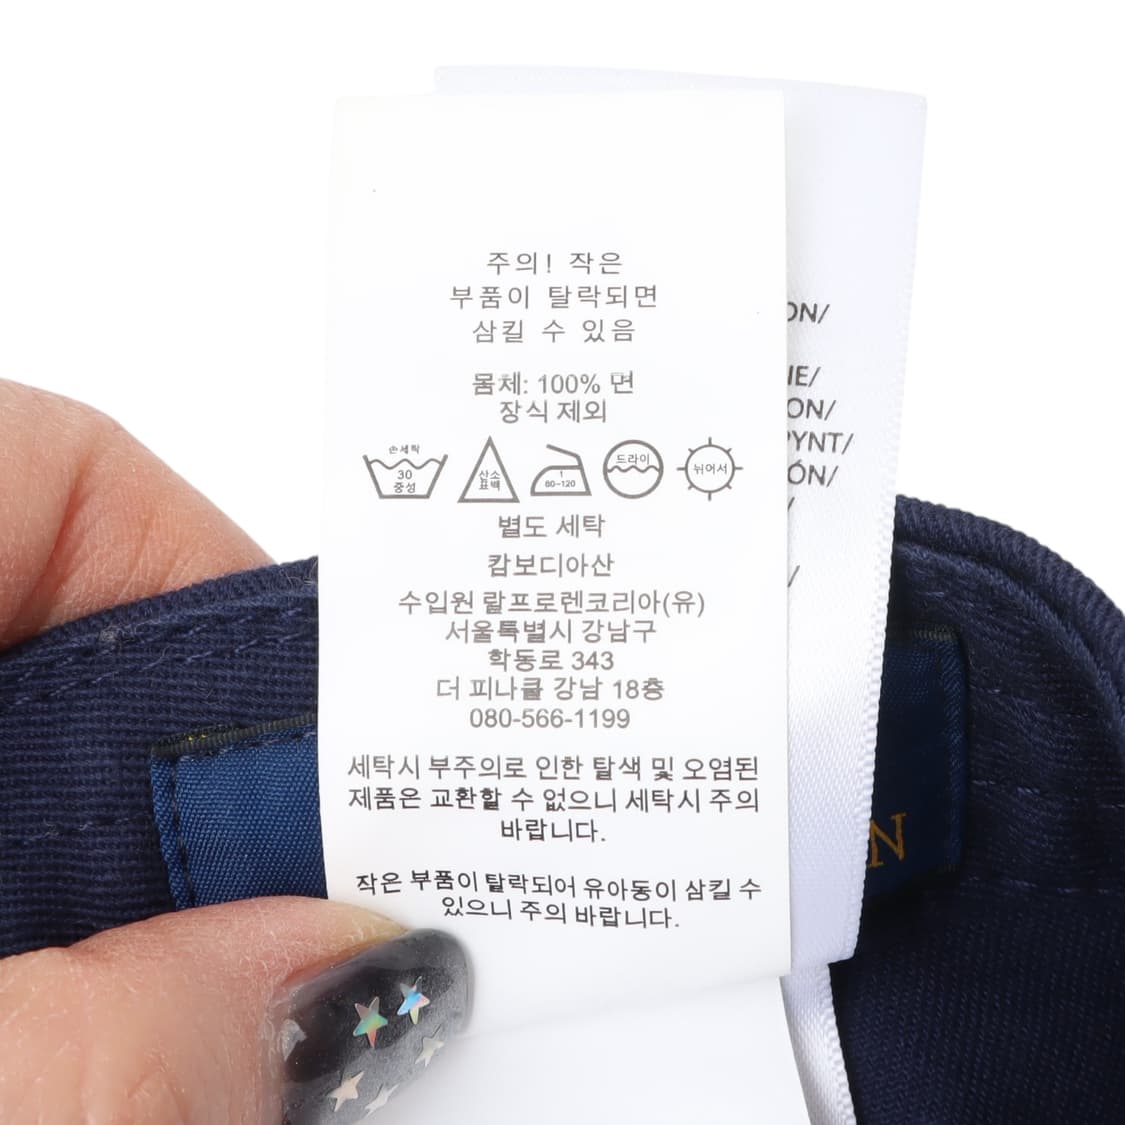 주의! 작은
부품이 탈락되면
삼킬 수 있음
몸체: 100% 면
장식 제외
손세탁
30
중성
산소
표백
1
80-120
드라이
뉘어서
별도 세탁
캄보디아산
수입원 랄프로렌코리아(유)
서울특별시 강남구
학동로 343
더 피나클 강남 18층
080-566-1199
세탁시 부주의로 인한 탈색 및 오염된
제품은 교환할 수 없으니 세탁시 주의
바랍니다.
작은 부품이 탈락되어 유아동이 삼킬 수
있으니 주의 바랍니다.
ON/
IE/
ON/
PYNT/
ÓN/
/
/
N